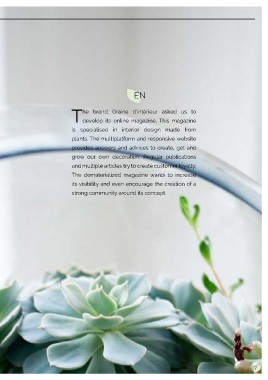 EN
The brand Graine d'intérieur asked us to
develop its online magazine. This magazine
is specialised in interior design made from
plants. The multiplatform and responsive website
provides answers and advices to create, get and
grow our own decoration. Regular publications
and multiple articles try to create customer loyalty.
The dematerialized magazine wants to increase
its visibility and even encourage the creation of a
strong community around its concept.